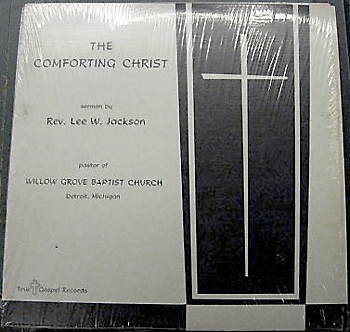 THE
COMFORTING CHRIST
sermon by
Rev. Lee W. Jackson
pastor of
WILLOW GROVE BAPTIST CHURCH
Detroit, Michigan
True Gospel Records